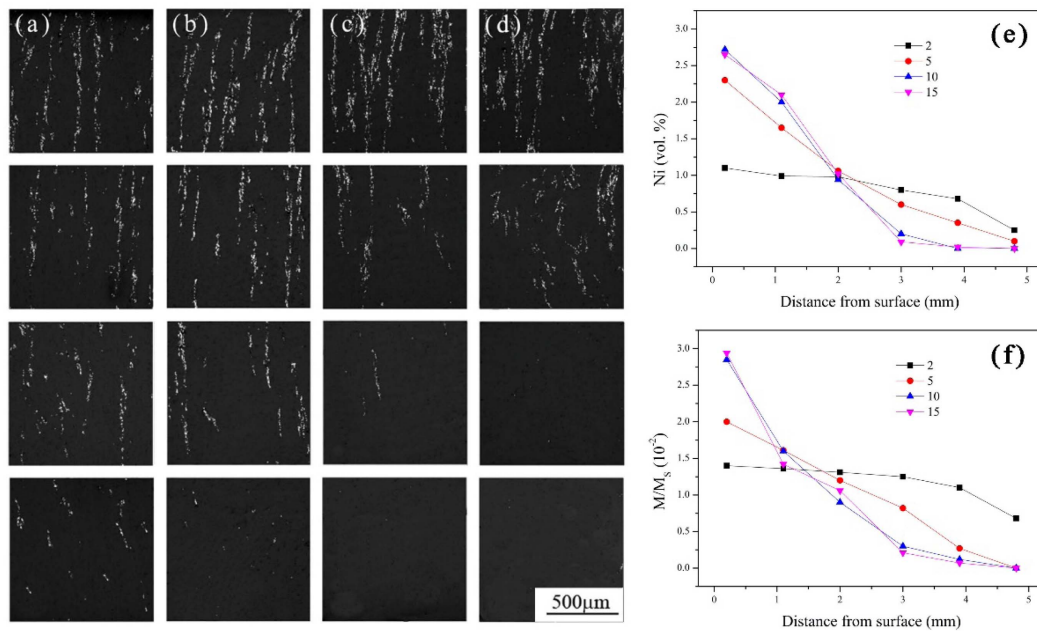 (a)
(b)
(c)
(d)
500μm
(e)
2
5
10
15
3.0
2.5
2.0
1.5
1.0
0.5
0.0
Ni (vol. %)
0 1 2 3 4 5
Distance from surface (mm)
(f)
2
5
10
15
3.0
2.5
2.0
1.5
1.0
0.5
0.0
M/M_S (10^-2)
0 1 2 3 4 5
Distance from surface (mm)